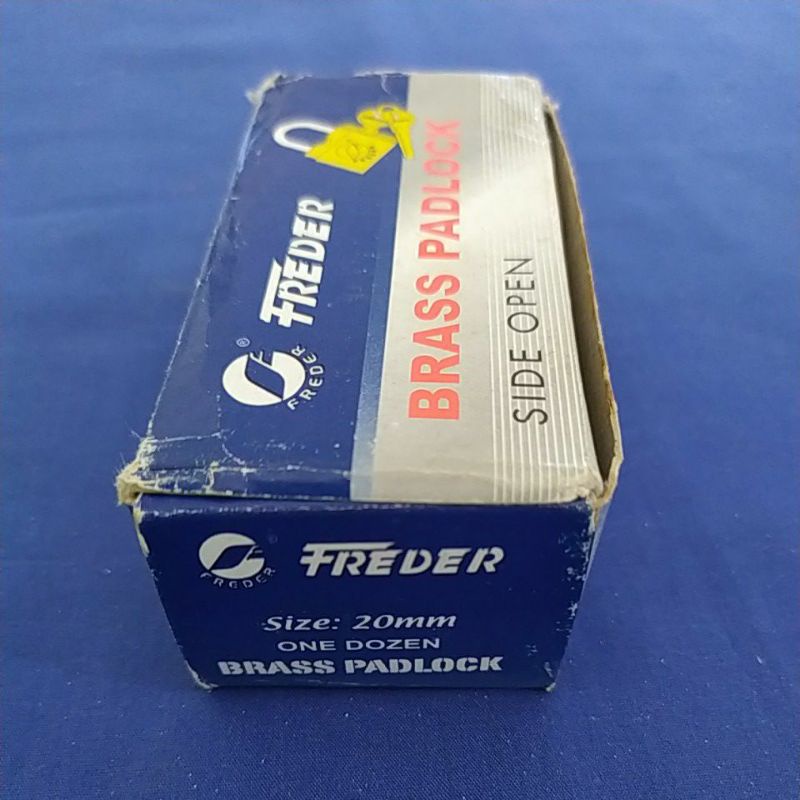 FREDER
®
FREDER
BRASS PADLOCK
SIDE OPEN
FREDER
FREDER
Size: 20mm
ONE DOZEN
BRASS PADLOCK